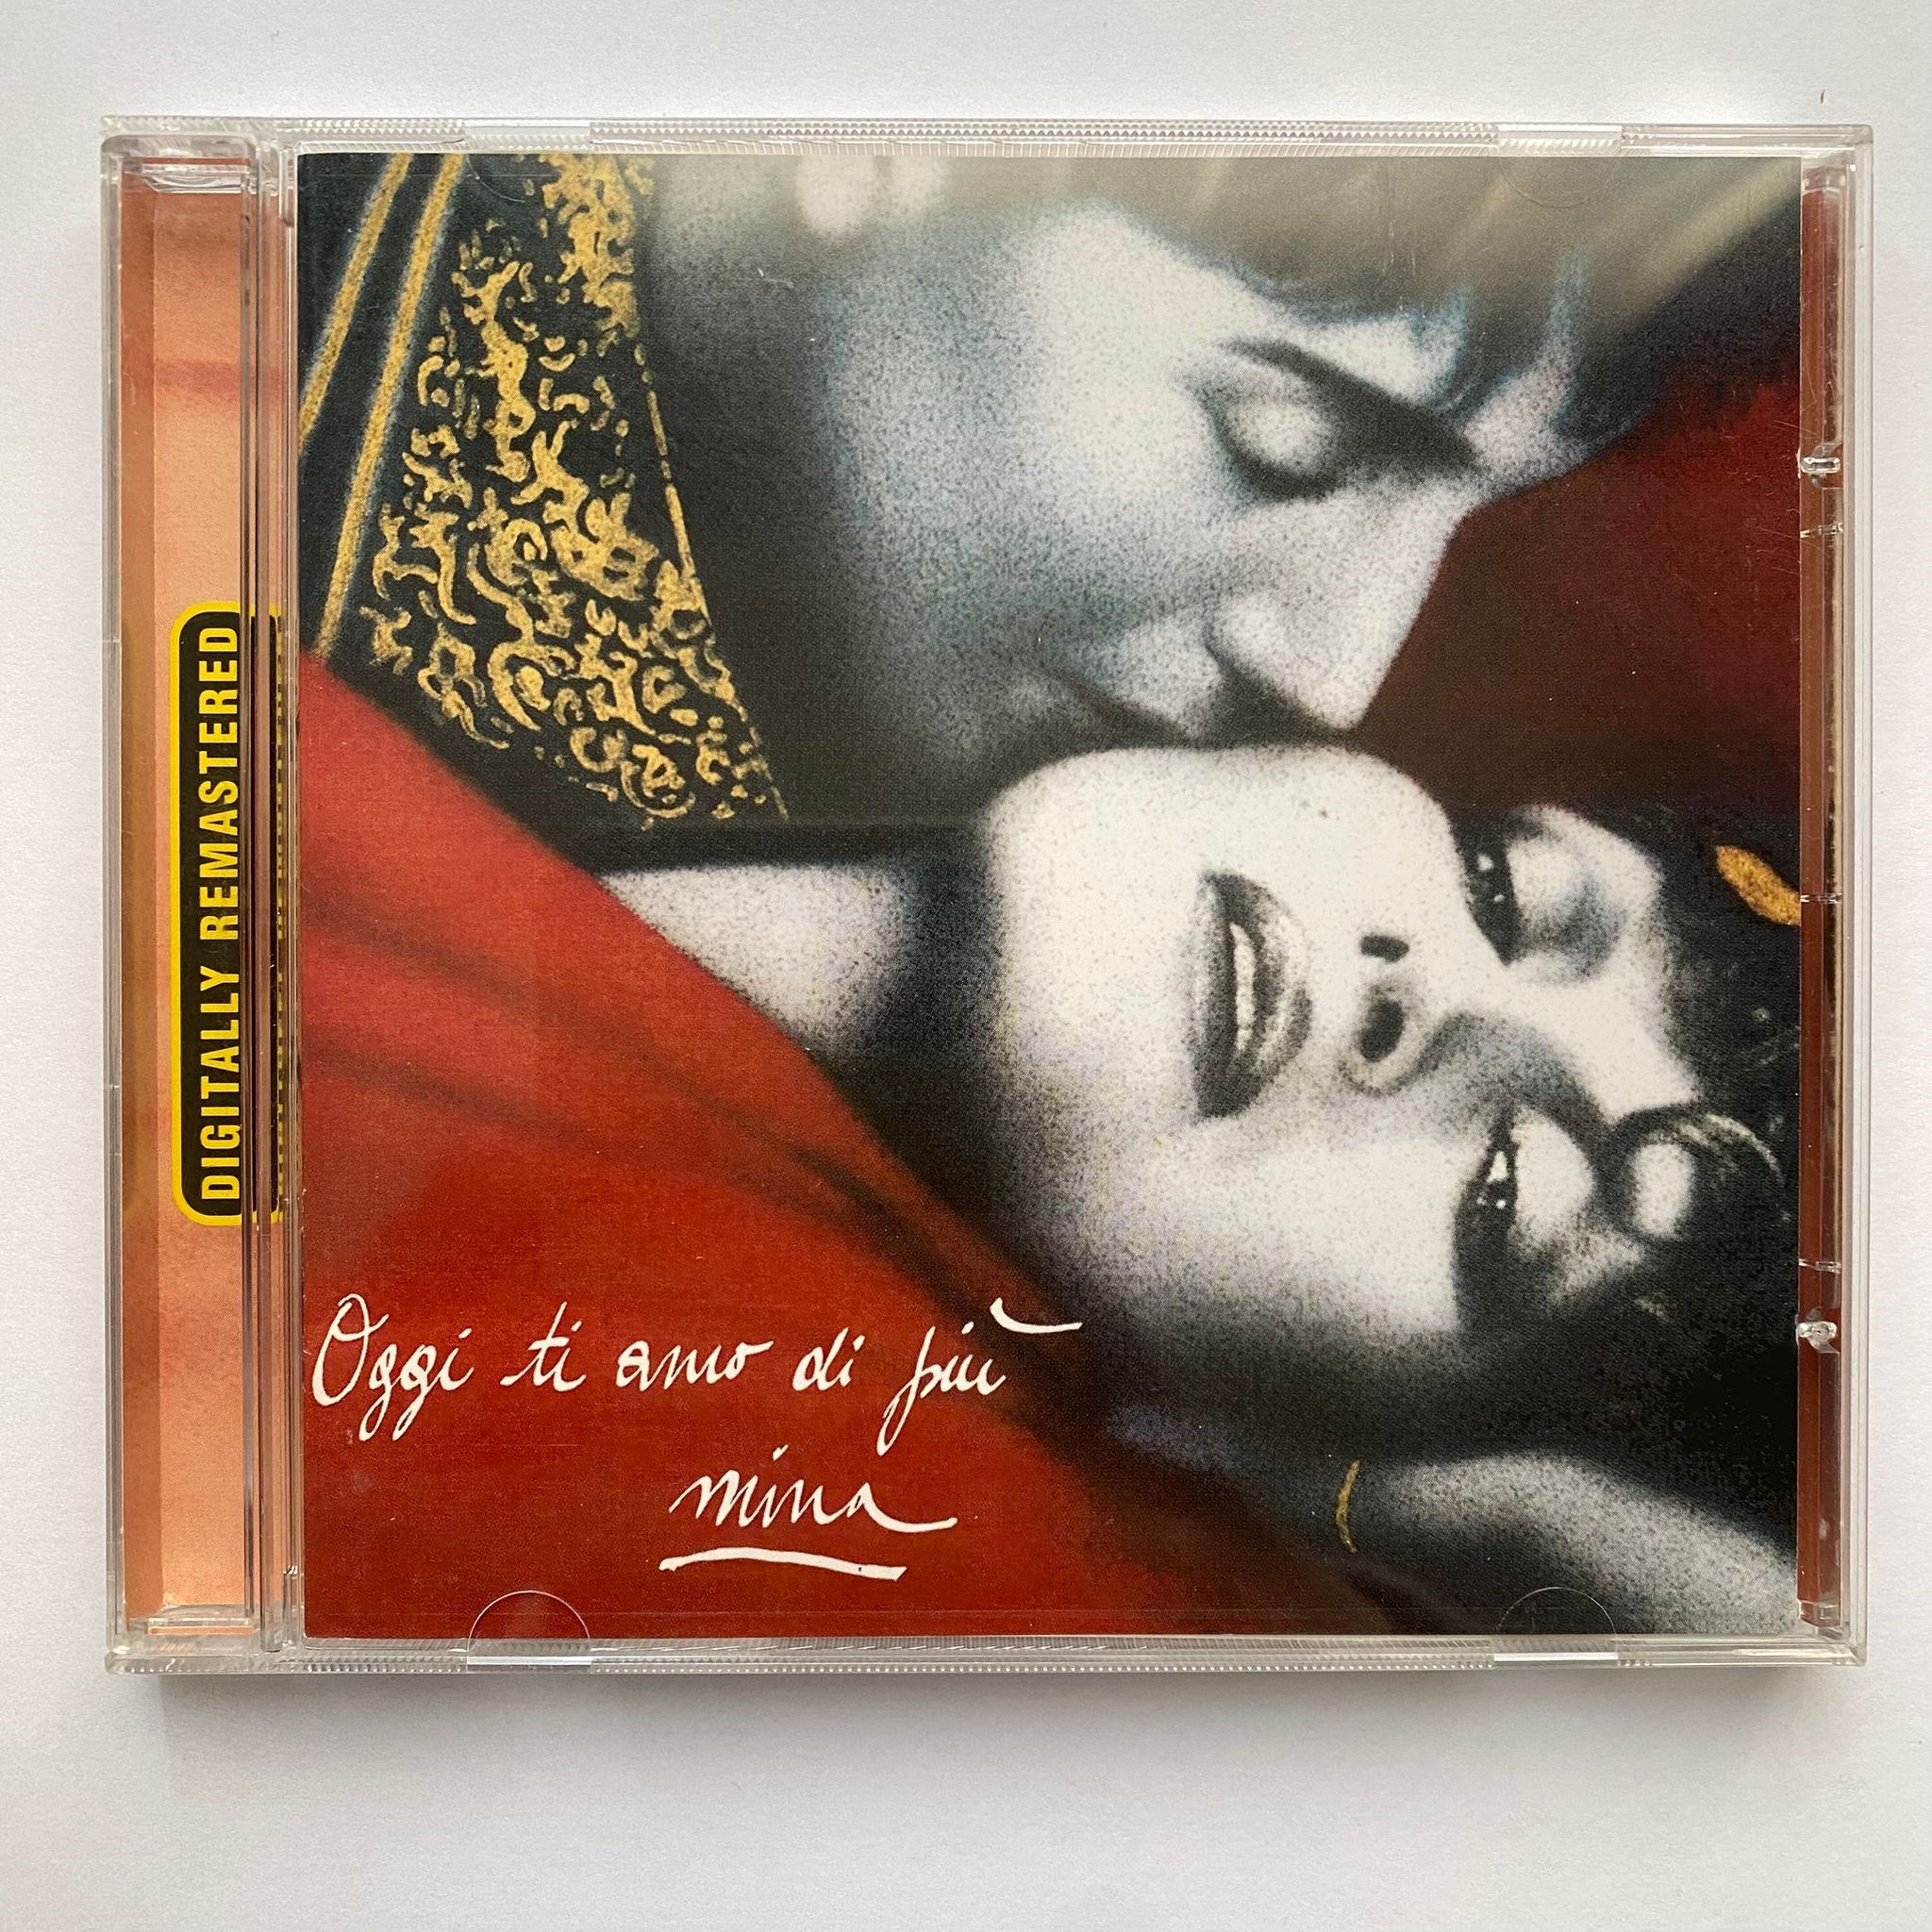 DIGITALLY REMASTERED
Oggi ti amo di più
mina